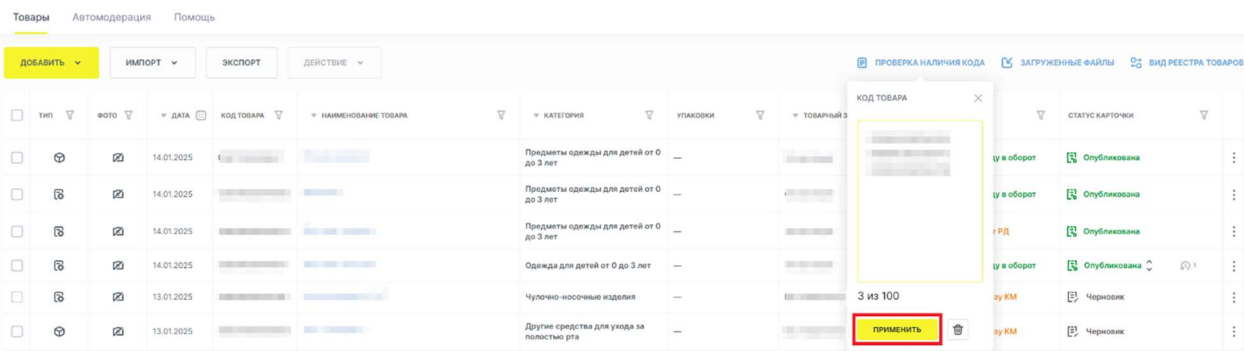 Товары Автомодерация Помощь
ДОБАВИТЬ ИМПОРТ ЭКСПОРТ ДЕЙСТВИЕ ПРОВЕРКА НАЛИЧИЯ КОДА ЗАГРУЖЕННЫЕ ФАЙЛЫ ВИД РЕЕСТРА ТОВАРОВ
КОД ТОВАРА
ТИП ФОТО ДАТА КОД ТОВАРА НАИМЕНОВАНИЕ ТОВАРА КАТЕГОРИЯ УПАКОВКИ ТОВАРНЫЙ З СТАТУС КАРТОЧКИ
14.01.2025 Предметы одежды для детей от 0
до 3 лет — ду в оборот Опубликована
14.01.2025 Предметы одежды для детей от 0
до 3 лет — ду в оборот Опубликована
14.01.2025 Предметы одежды для детей от 0
до 3 лет — РД Опубликована
14.01.2025 Одежда для детей от 0 до 3 лет — ду в оборот Опубликована 1
3 из 100
13.01.2025 Чулочно-носочные изделия — зу КМ Черновик
13.01.2025 Другие средства для ухода за
полостью рта — зу КМ Черновик
ПРИМЕНИТЬ